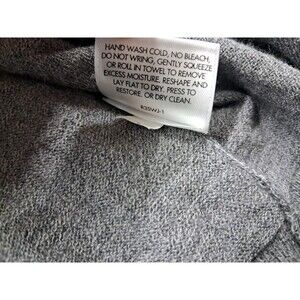 HAND WASH COLD, NO BLEACH,
DO NOT WRING, GENTLY SQUEEZE
OR ROLL IN TOWEL TO REMOVE
EXCESS MOISTURE. RESHAPE AND
LAY FLAT TO DRY. PRESS TO
RESTORE. OR DRY CLEAN.